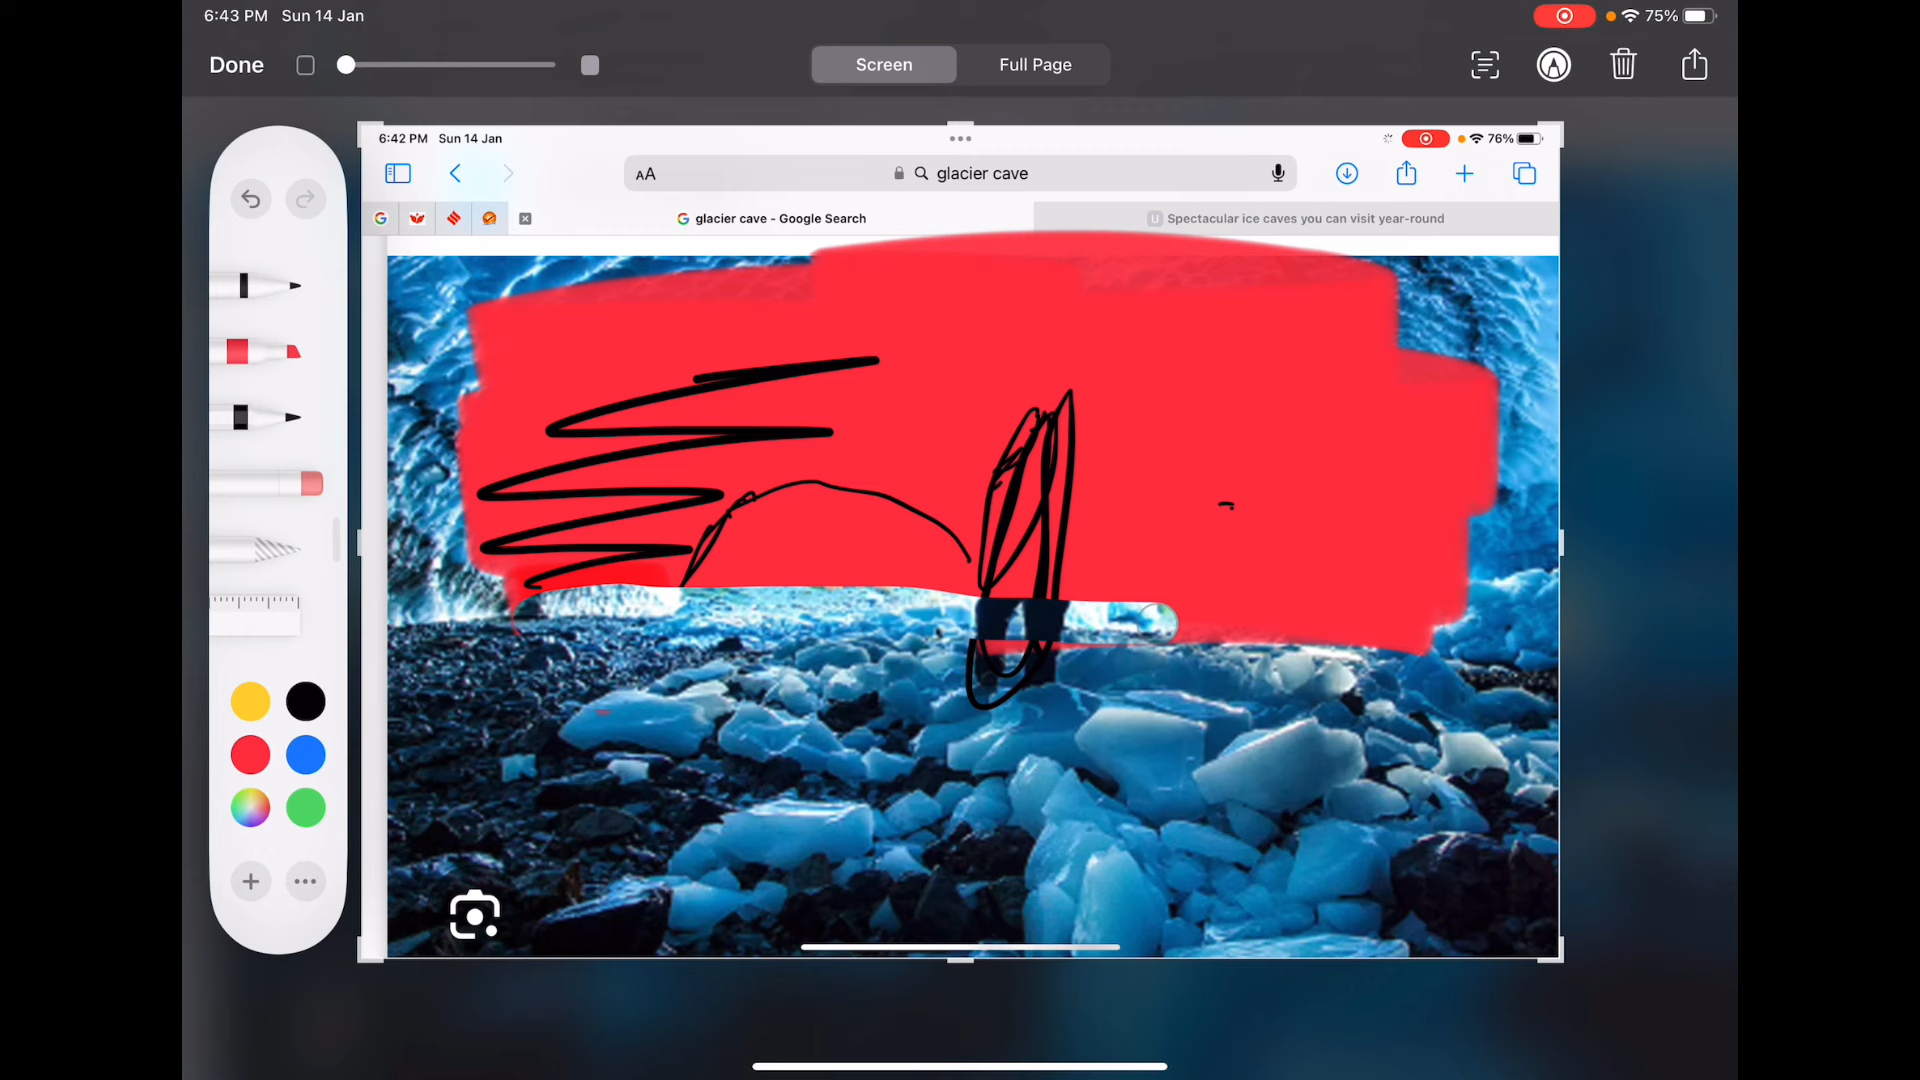 6:43 PM Sun 14 Jan 75%
Done Screen Full Page
6:42 PM Sun 14 Jan 76%
AA glacier cave
glacier cave - Google Search Spectacular ice caves you can visit year-round